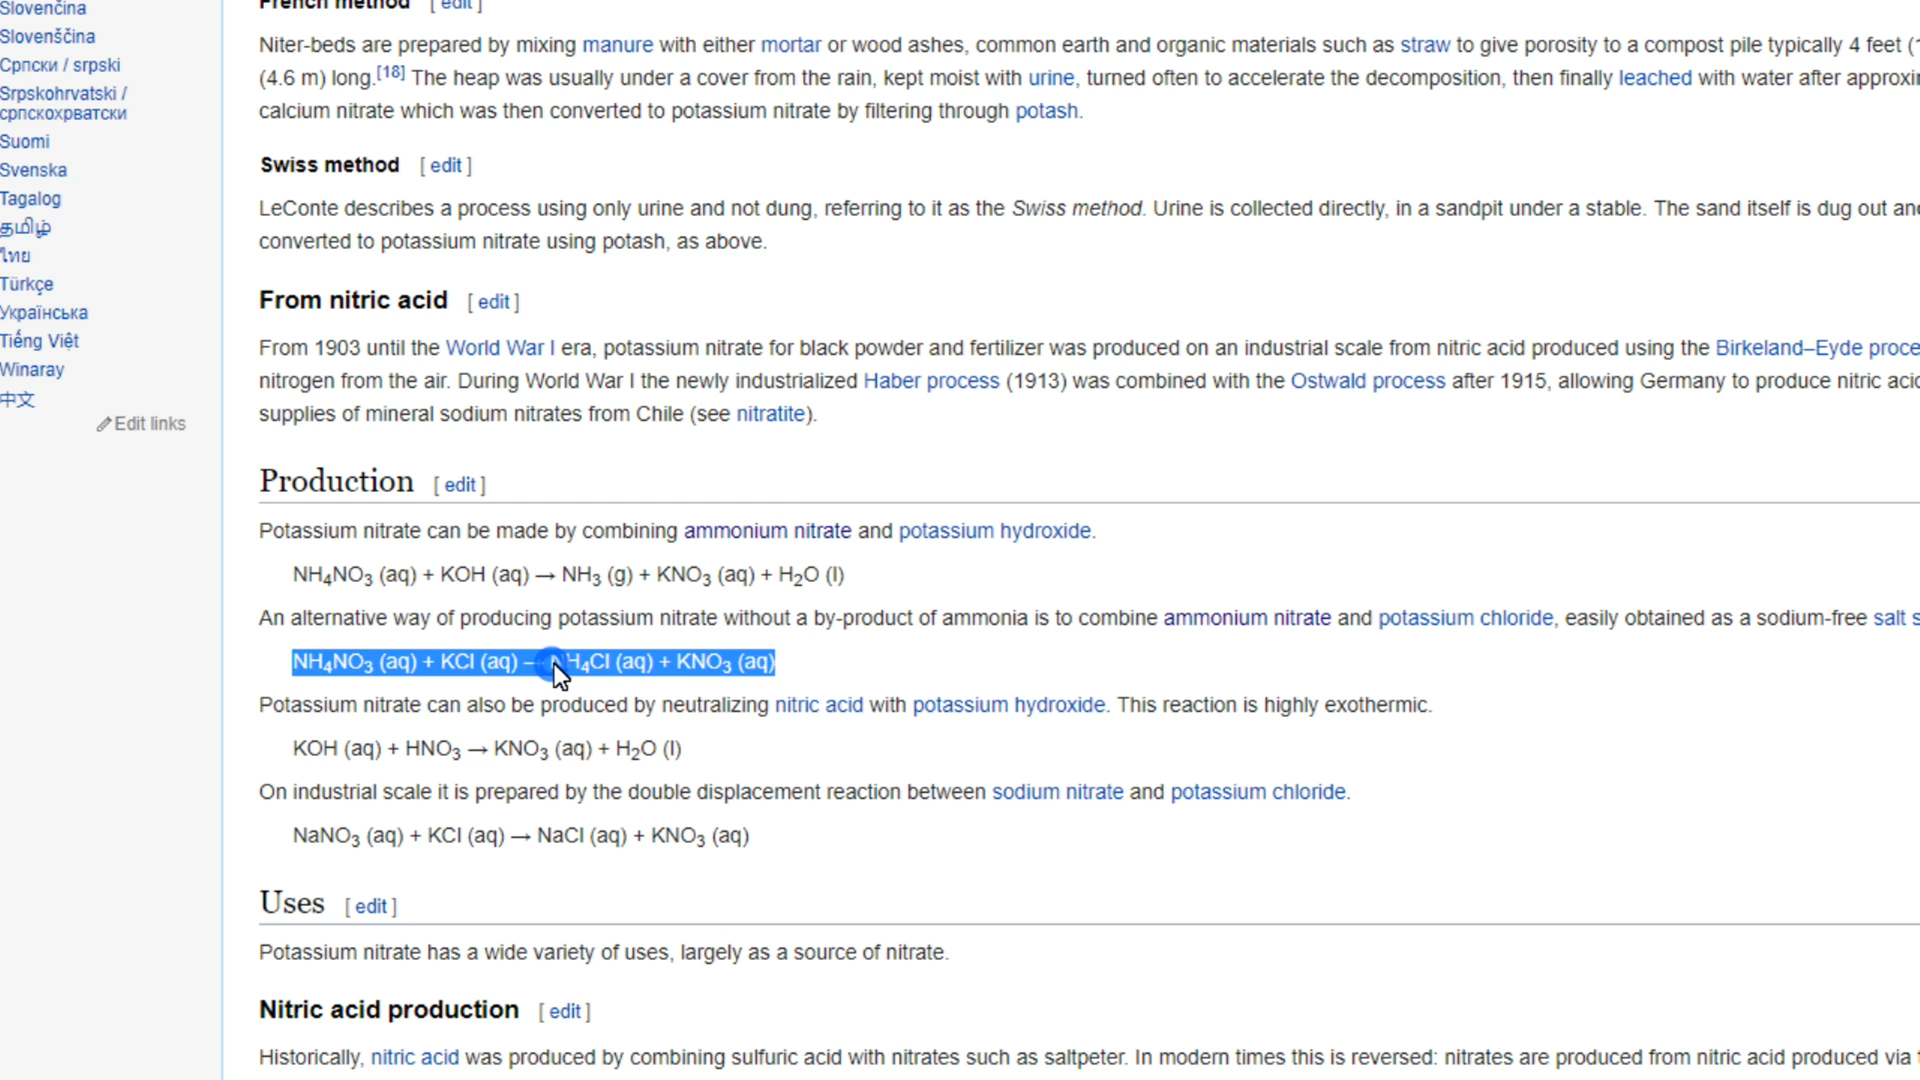 Slovenčina
Slovenščina
Српски / srpski
Srpskohrvatski /
српскохрватски
Suomi
Svenska
Tagalog
தமிழ்
ไทย
Türkçe
Українська
Tiếng Việt
Winaray
中文
Edit links
French method [ edit ]
Niter-beds are prepared by mixing manure with either mortar or wood ashes, common earth and organic materials such as straw to give porosity to a compost pile typically 4 feet (
(4.6 m) long.[18] The heap was usually under a cover from the rain, kept moist with urine, turned often to accelerate the decomposition, then finally leached with water after
calcium nitrate which was then converted to potassium nitrate by filtering through potash.
Swiss method [ edit ]
LeConte describes a process using only urine and not dung, referring to it as the Swiss method. Urine is collected directly, in a sandpit under a stable. The sand itself is dug out
converted to potassium nitrate using potash, as above.
From nitric acid [ edit ]
From 1903 until the World War I era, potassium nitrate for black powder and fertilizer was produced on an industrial scale from nitric acid produced using the Birkeland–Eyde
nitrogen from the air. During World War I the newly industrialized Haber process (1913) was combined with the Ostwald process after 1915, allowing Germany to produce nitric
supplies of mineral sodium nitrates from Chile (see nitratite).
Production [ edit ]
Potassium nitrate can be made by combining ammonium nitrate and potassium hydroxide.
NH4NO3 (aq) + KOH (aq) → NH3 (g) + KNO3 (aq) + H2O (l)
An alternative way of producing potassium nitrate without a by-product of ammonia is to combine ammonium nitrate and potassium chloride, easily obtained as a sodium-free salt
NH4NO3 (aq) + KCl (aq) → NH4Cl (aq) + KNO3 (aq)
Potassium nitrate can also be produced by neutralizing nitric acid with potassium hydroxide. This reaction is highly exothermic.
KOH (aq) + HNO3 → KNO3 (aq) + H2O (l)
On industrial scale it is prepared by the double displacement reaction between sodium nitrate and potassium chloride.
NaNO3 (aq) + KCl (aq) → NaCl (aq) + KNO3 (aq)
Uses [ edit ]
Potassium nitrate has a wide variety of uses, largely as a source of nitrate.
Nitric acid production [ edit ]
Historically, nitric acid was produced by combining sulfuric acid with nitrates such as saltpeter. In modern times this is reversed: nitrates are produced from nitric acid produced via